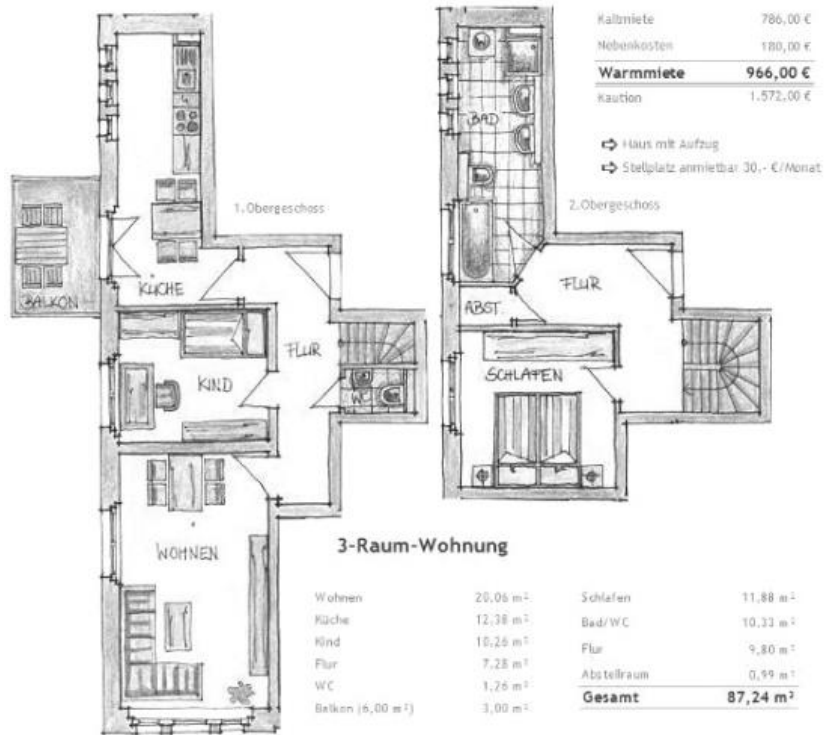 Kaltmiete 786,00 €
Nebenkosten 180,00 €
Warmmiete 966,00 €
Kaution 1.572,00 €
⇨ Haus mit Aufzug
⇨ Stellplatz anmietbar 30,- €/Monat
1.Obergeschoss
2.Obergeschoss
BAD
KÜCHE
BALKON
FLUR
ABST.
FLUR
KIND
WC
SCHLAFEN
WOHNEN
3-Raum-Wohnung
Wohnen 20,06 m²
Küche 12,38 m²
Kind 10,26 m²
Flur 7,28 m²
WC 1,26 m²
Balkon (6,00 m²) 3,00 m²
Schlafen 11,88 m²
Bad/WC 10,33 m²
Flur 9,80 m²
Abstellraum 0,99 m²
Gesamt 87,24 m²